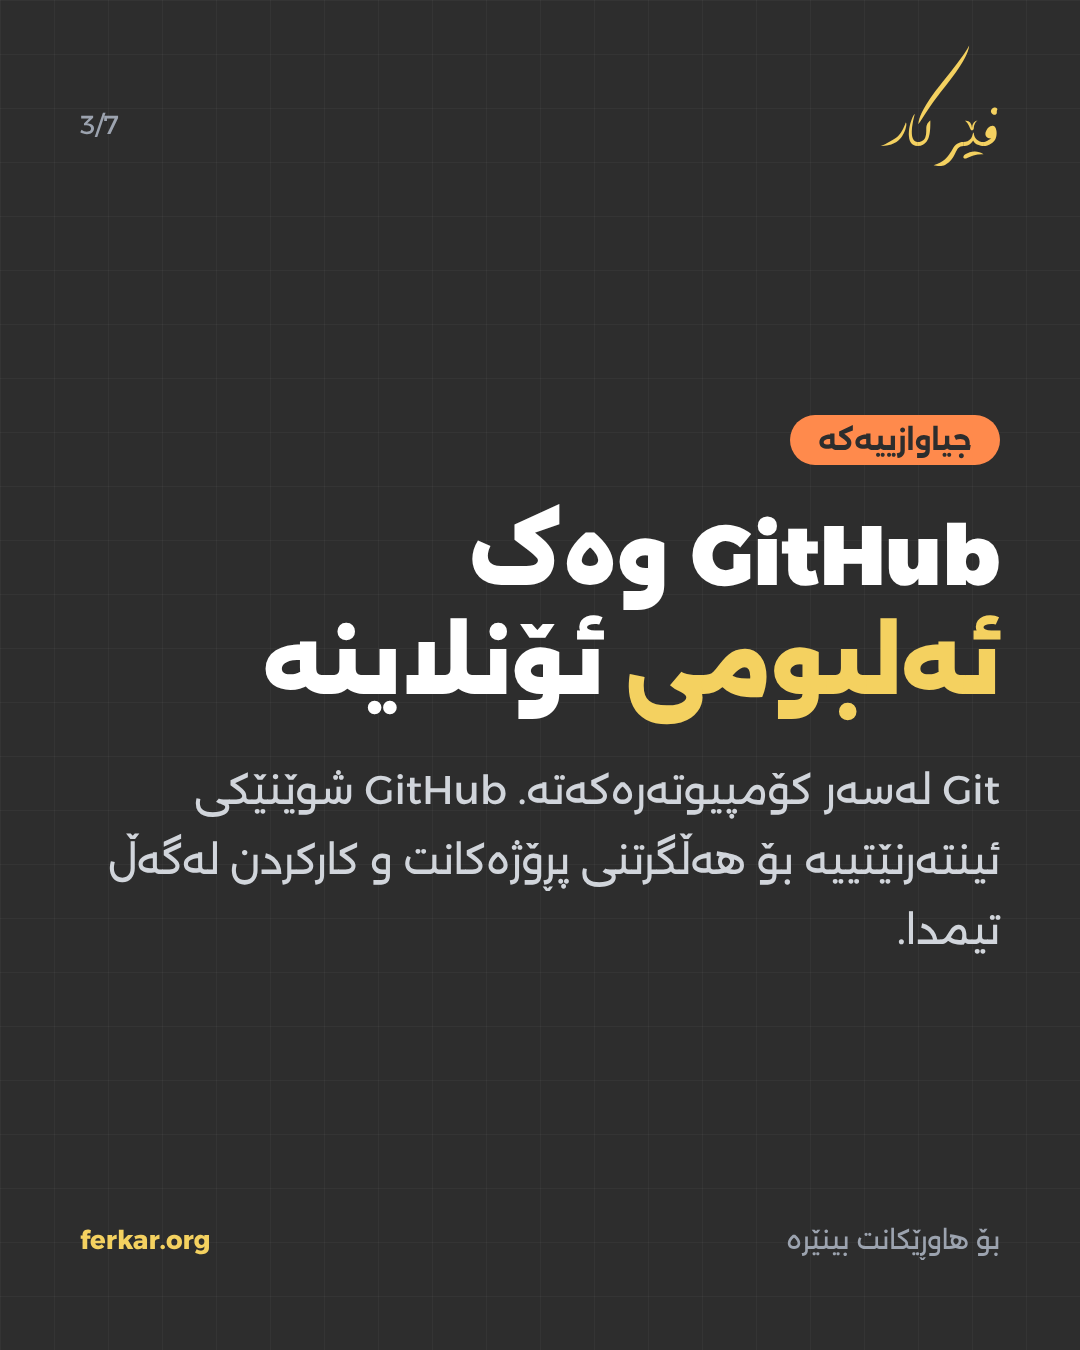 فێرکار
3/7
جیاوازییەکە
GitHub وەک
ئەلبومی ئۆنلاینە
Git لەسەر کۆمپیوتەرەکەتە. GitHub شوێنێکی
ئینتەرنێتییە بۆ هەڵگرتنی پڕۆژەکانت و کارکردن لەگەڵ
تیمدا.
بۆ هاوڕێکانت بینێرە
ferkar.org